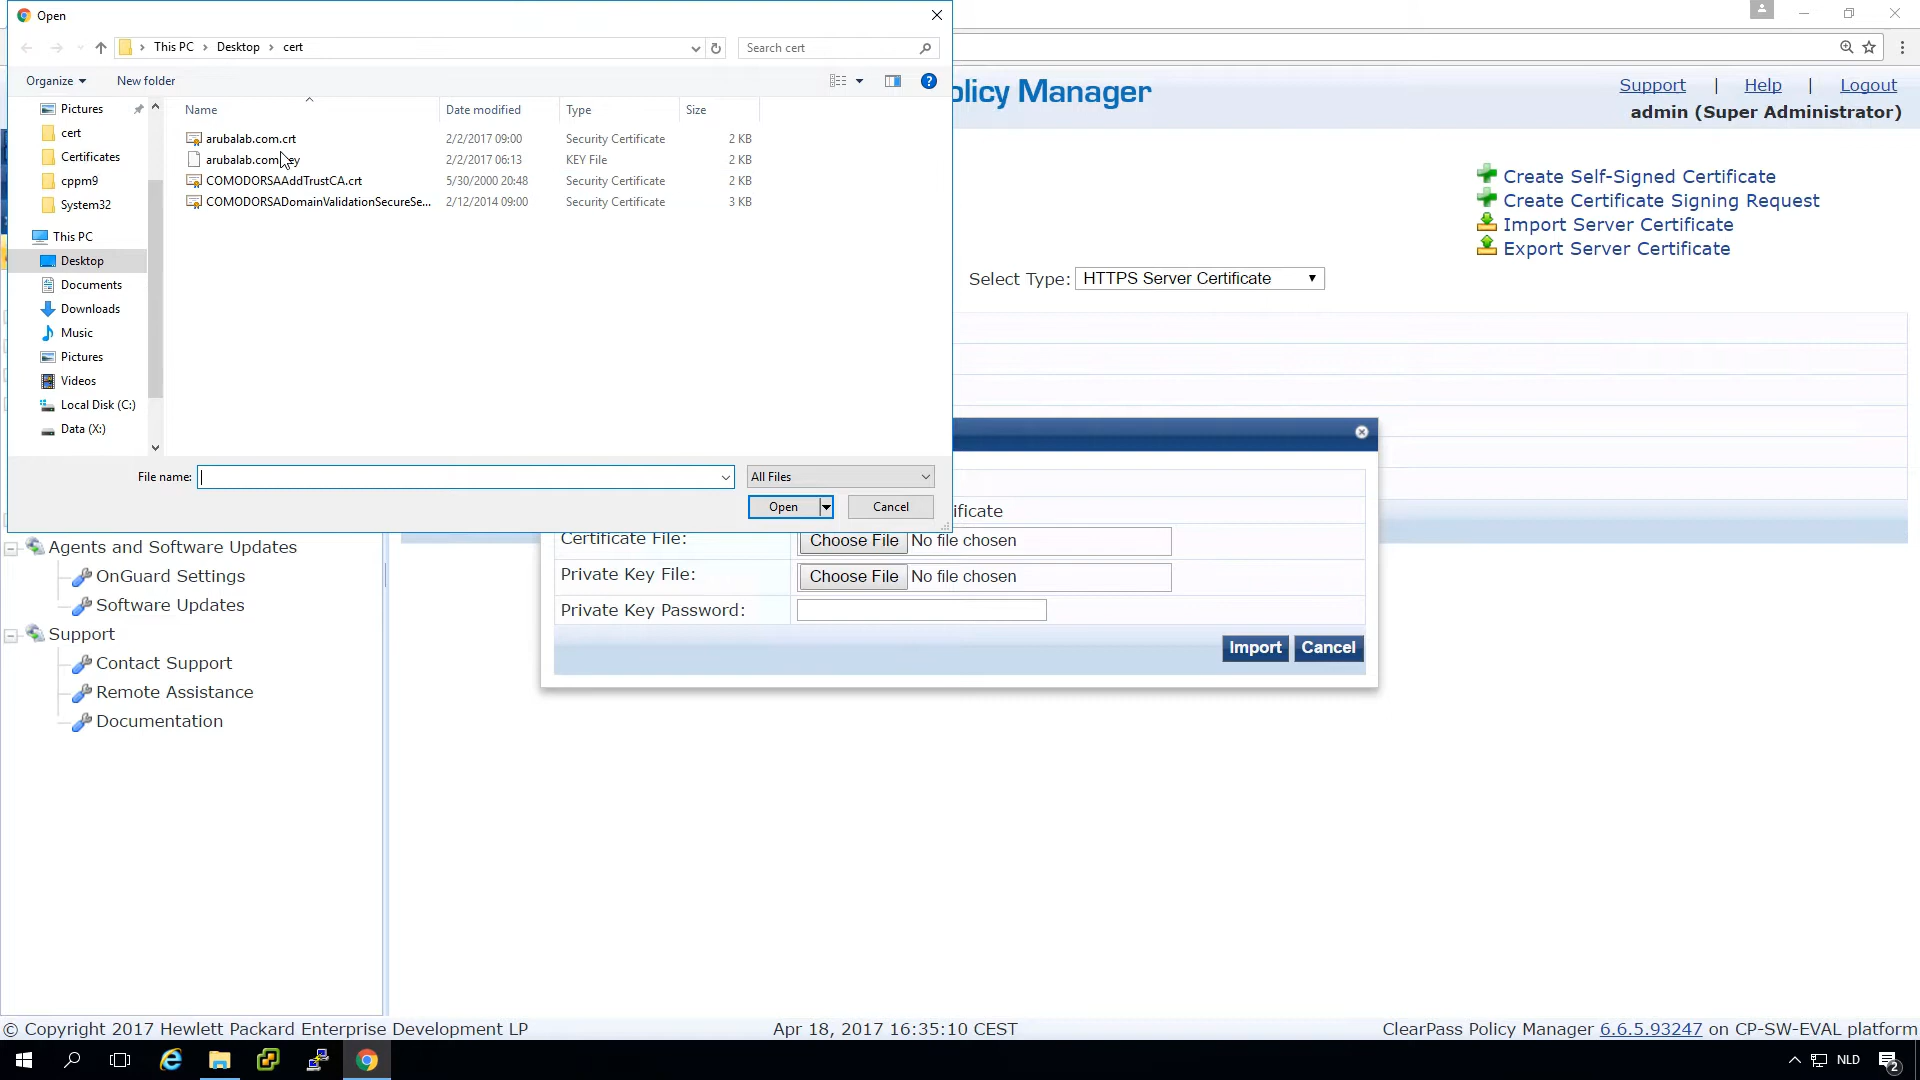 Open
This PC > Desktop > cert
Search cert
Organize
New folder
Name
Date modified
Type
Size
Pictures
cert
Certificates
cppm9
System32
This PC
Desktop
Documents
Downloads
Music
Pictures
Videos
Local Disk (C:)
Data (X:)
arubalab.com.crt 2/2/2017 09:00 Security Certificate 2 KB
arubalab.com ey 2/2/2017 06:13 KEY File 2 KB
COMODORSAAddTrustCA.crt 5/30/2000 20:48 Security Certificate 2 KB
COMODORSADomainValidationSecureSe... 2/12/2014 09:00 Security Certificate 3 KB
File name:
All Files
Open
Cancel
olicy Manager
Support | Help | Logout
admin (Super Administrator)
Create Self-Signed Certificate
Create Certificate Signing Request
Import Server Certificate
Export Server Certificate
Select Type: HTTPS Server Certificate
ificate
Certificate File: Choose File No file chosen
Private Key File: Choose File No file chosen
Private Key Password:
Import Cancel
Agents and Software Updates
OnGuard Settings
Software Updates
Support
Contact Support
Remote Assistance
Documentation
© Copyright 2017 Hewlett Packard Enterprise Development LP
Apr 18, 2017 16:35:10 CEST
ClearPass Policy Manager 6.6.5.93247 on CP-SW-EVAL platform
NLD
2